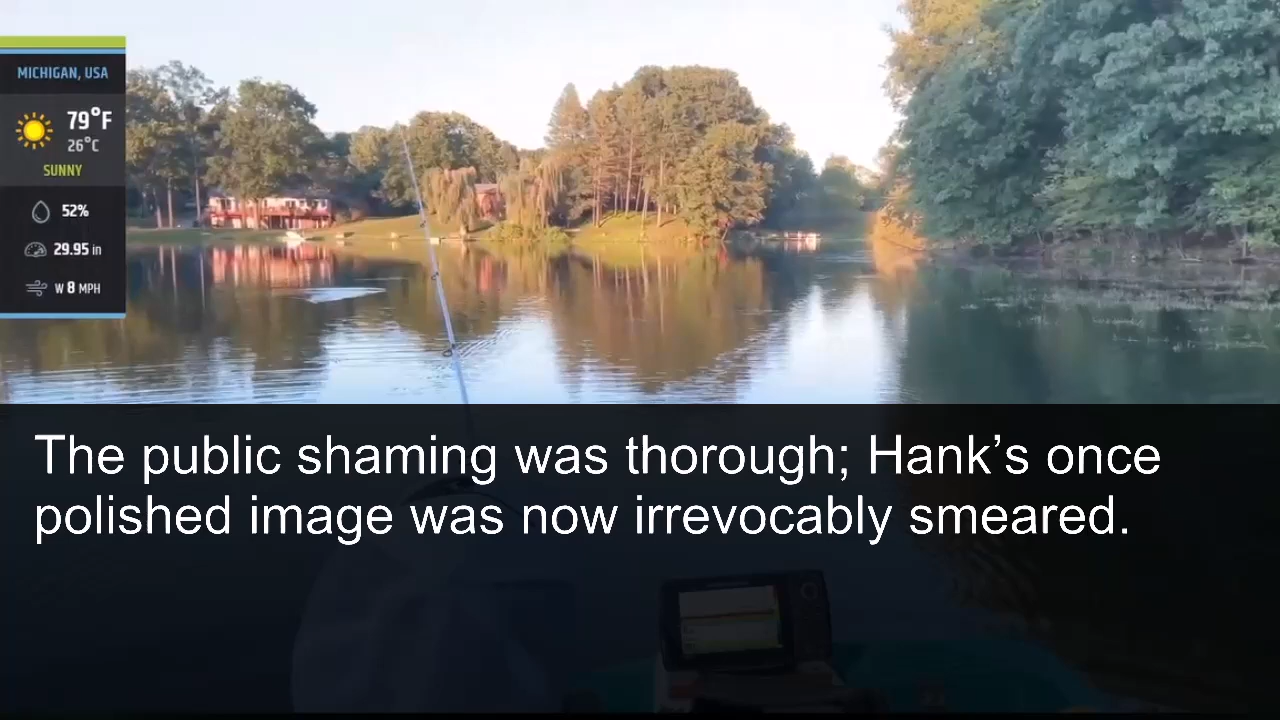 MICHIGAN, USA
79°F
26°C
SUNNY
52%
29.95 in
W 8 MPH
The public shaming was thorough; Hank’s once
polished image was now irrevocably smeared.